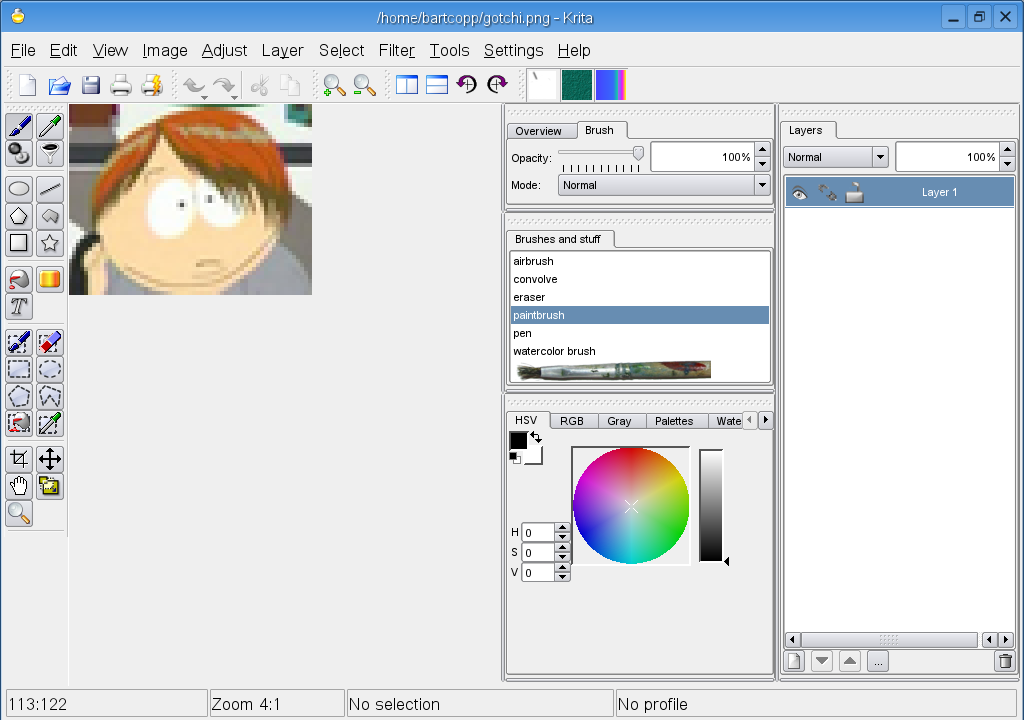 /home/bartcopp/gotchi.png - Krita
File Edit View Image Adjust Layer Select Filter Tools Settings Help
Overview Brush
Opacity: 100%
Mode: Normal
Layers
Normal 100%
Layer 1
Brushes and stuff
airbrush
convolve
eraser
paintbrush
pen
watercolor brush
HSV RGB Gray Palettes Wate
H 0
S 0
V 0
...
T
113:122 Zoom 4:1 No selection No profile